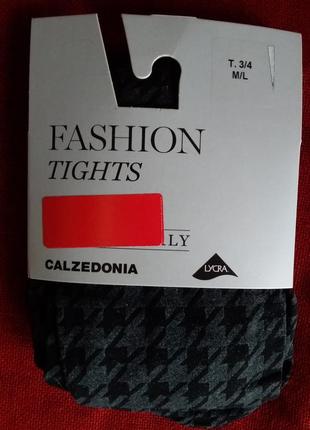 T. 3/4
M/L
FASHION
TIGHTS
CALZEDONIA
LYCRA